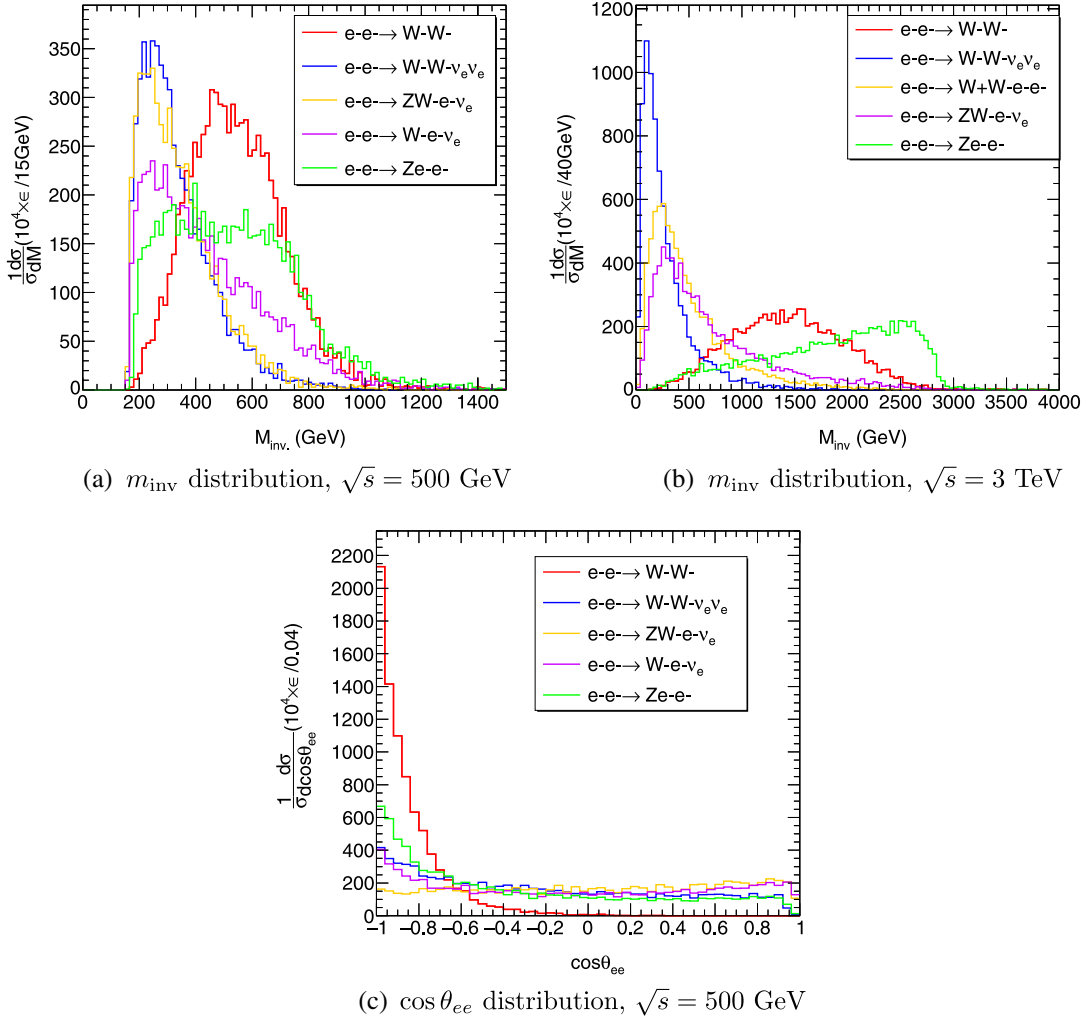 e-e-→ W-W-
e-e-→ W-W-νeνe
e-e-→ ZW-e-νe
e-e-→ W-e-νe
e-e-→ Ze-e-
350
300
250
200
150
100
50
0
1dσ/σdM(10⁴×ϵ/15GeV)
0 200 400 600 800 1000 1200 1400
Minv. (GeV)
(a) minv distribution, √s = 500 GeV
e-e-→ W-W-
e-e-→ W-W-νeνe
e-e-→ W+W-e-e-
e-e-→ ZW-e-νe
e-e-→ Ze-e-
1200
1000
800
600
400
200
0
1dσ/σdM(10⁴×ϵ/40GeV)
0 500 1000 1500 2000 2500 3000 3500 4000
Minv (GeV)
(b) minv distribution, √s = 3 TeV
e-e-→ W-W-
e-e-→ W-W-νeνe
e-e-→ ZW-e-νe
e-e-→ W-e-νe
e-e-→ Ze-e-
2200
2000
1800
1600
1400
1200
1000
800
600
400
200
0
1/σ dσ/dcosθee(10⁴×ϵ/0.04)
−1 −0.8 −0.6 −0.4 −0.2 0 0.2 0.4 0.6 0.8 1
cosθee
(c) cos θee distribution, √s = 500 GeV